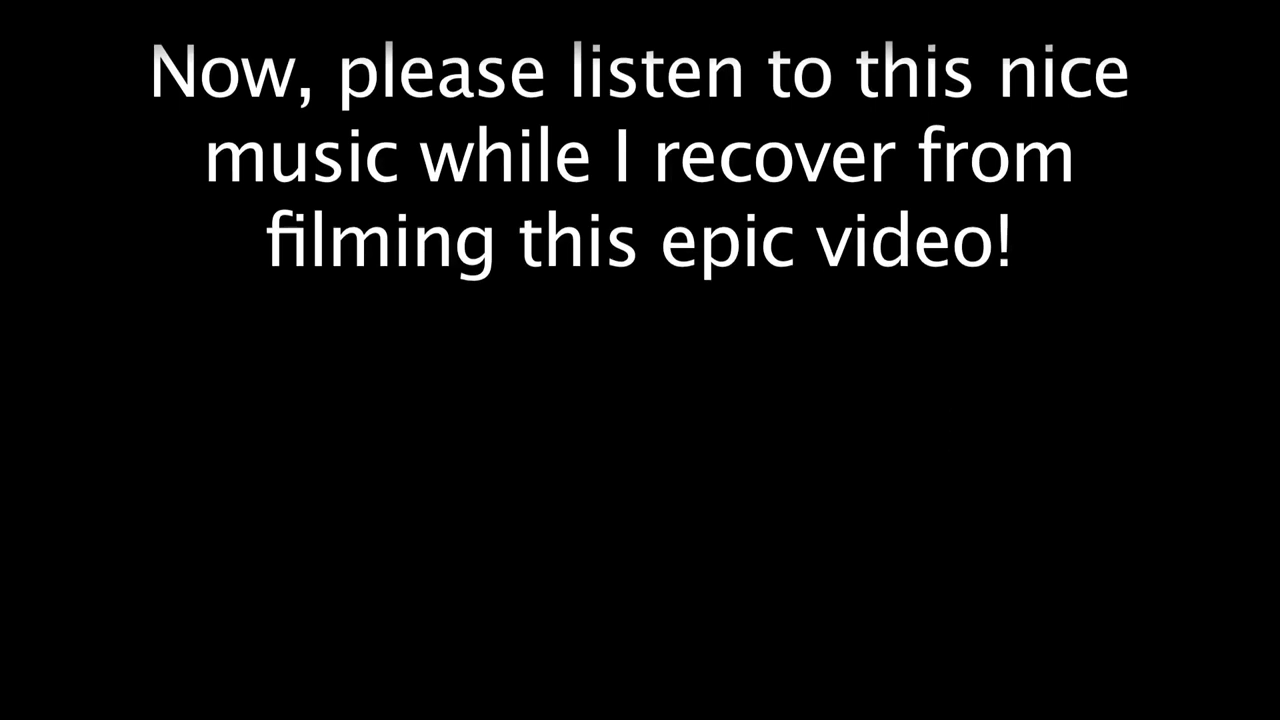 Now, please listen to this nice
music while I recover from
filming this epic video!